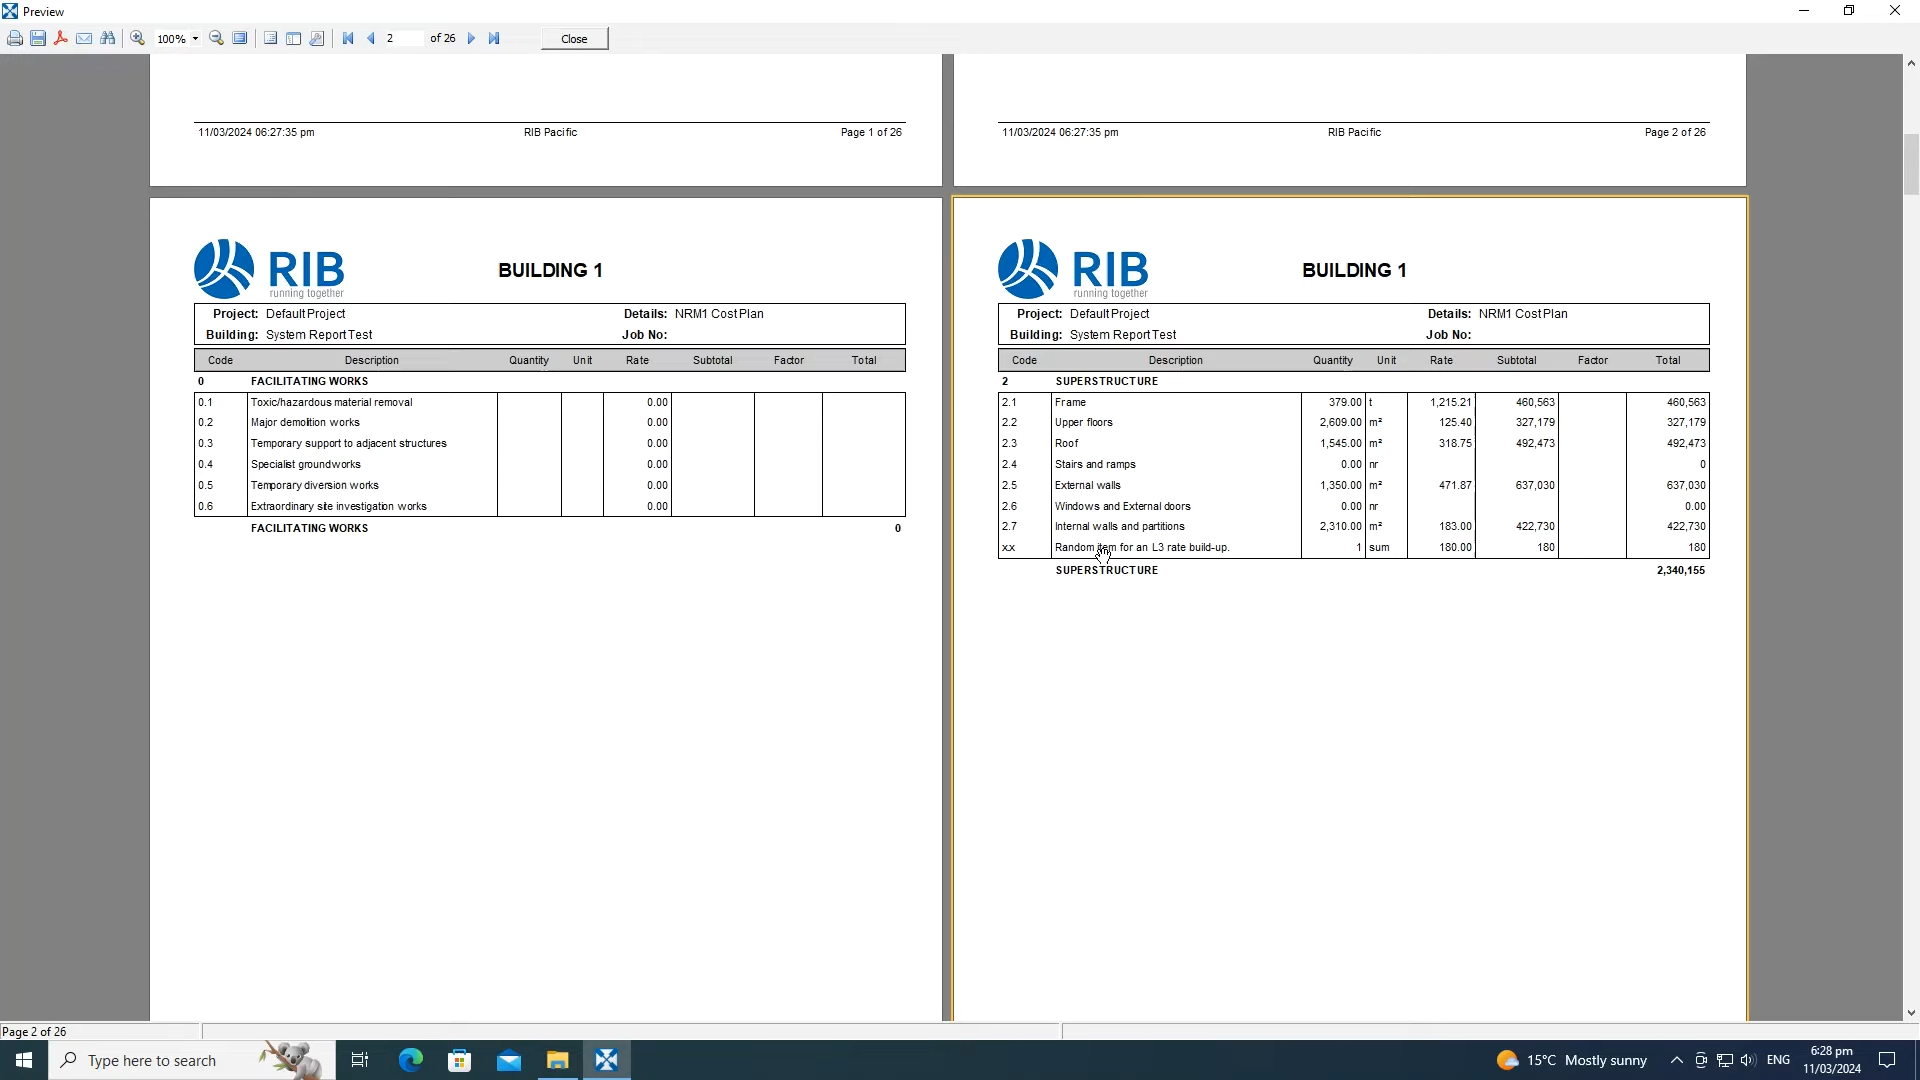 Preview
100%
2 of 26
Close
11/03/2024 06:27:35 pm RIB Pacific Page 1 of 26
11/03/2024 06:27:35 pm RIB Pacific Page 2 of 26
RIB
running together
BUILDING 1
Project: Default Project Details: NRM1 Cost Plan
Building: System Report Test Job No:
Code Description Quantity Unit Rate Subtotal Factor Total
0 FACILITATING WORKS
0.1 Toxic/hazardous material removal 0.00
0.2 Major demolition works 0.00
0.3 Temporary support to adjacent structures 0.00
0.4 Specialist groundworks 0.00
0.5 Temporary diversion works 0.00
0.6 Extraordinary site investigation works 0.00
FACILITATING WORKS 0
RIB
running together
BUILDING 1
Project: Default Project Details: NRM1 Cost Plan
Building: System Report Test Job No:
Code Description Quantity Unit Rate Subtotal Factor Total
2 SUPERSTRUCTURE
2.1 Frame 379.00 t 1,215.21 460,563 460,563
2.2 Upper floors 2,609.00 m² 125.40 327,179 327,179
2.3 Roof 1,545.00 m² 318.75 492,473 492,473
2.4 Stairs and ramps 0.00 nr 0
2.5 External walls 1,350.00 m² 471.87 637,030 637,030
2.6 Windows and External doors 0.00 nr 0.00
2.7 Internal walls and partitions 2,310.00 m² 183.00 422,730 422,730
xx Random item for an L3 rate build-up. 1 sum 180.00 180 180
SUPERSTRUCTURE 2,340,155
Page 2 of 26
Type here to search
15°C Mostly sunny
ENG
6:28 pm
11/03/2024